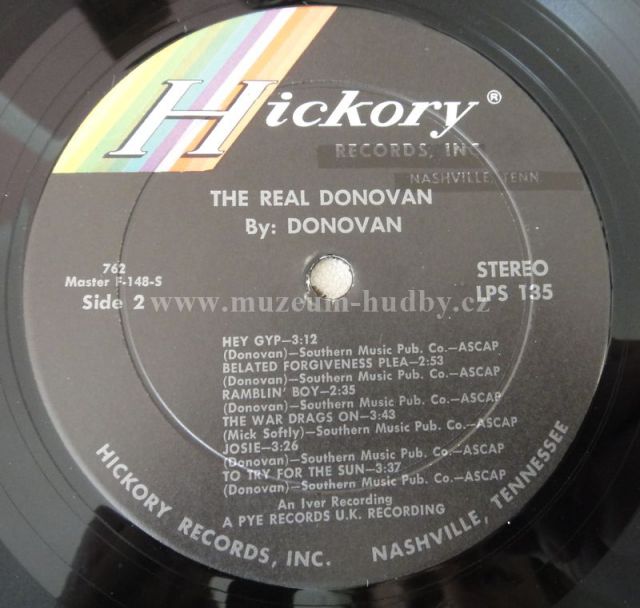 Hickory®
RECORDS, INC
NASHVILLE, TENN.
THE REAL DONOVAN
By: DONOVAN
762
Master F-148-S
Side 2
STEREO
LPS 135
www.muzeum-hudby.cz
HEY GYP—3:12
(Donovan)—Southern Music Pub. Co.—ASCAP
BELATED FORGIVENESS PLEA—2:53
(Donovan)—Southern Music Pub. Co.—ASCAP
RAMBLIN' BOY—2:35
(Donovan)—Southern Music Pub. Co.—ASCAP
THE WAR DRAGS ON—3:43
(Mick Softly)—Southern Music Pub. Co.—ASCAP
JOSIE—3:26
(Donovan)—Southern Music Pub. Co.—ASCAP
TO TRY FOR THE SUN—3:37
(Donovan)—Southern Music Pub. Co.—ASCAP
An Iver Recording
A PYE RECORDS U.K. RECORDING
HICKORY RECORDS, INC. NASHVILLE, TENNESSEE